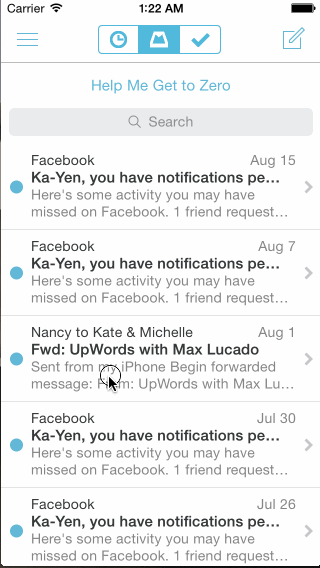 Carrier 1:22 AM
Help Me Get to Zero
Search
Facebook Aug 15
Ka-Yen, you have notifications pe…
Here's some activity you may have
missed on Facebook. 1 friend request…
Facebook Aug 7
Ka-Yen, you have notifications pe…
Here's some activity you may have
missed on Facebook. 1 friend request…
Nancy to Kate & Michelle Aug 1
Fwd: UpWords with Max Lucado
Sent from my iPhone Begin forwarded
message: From: UpWords with Max Lu…
Facebook Jul 30
Ka-Yen, you have notifications pe…
Here's some activity you may have
missed on Facebook. 1 friend request…
Facebook Jul 26
Ka-Yen, you have notifications pe…
Here's some activity you may have
missed on Facebook. 1 friend request…